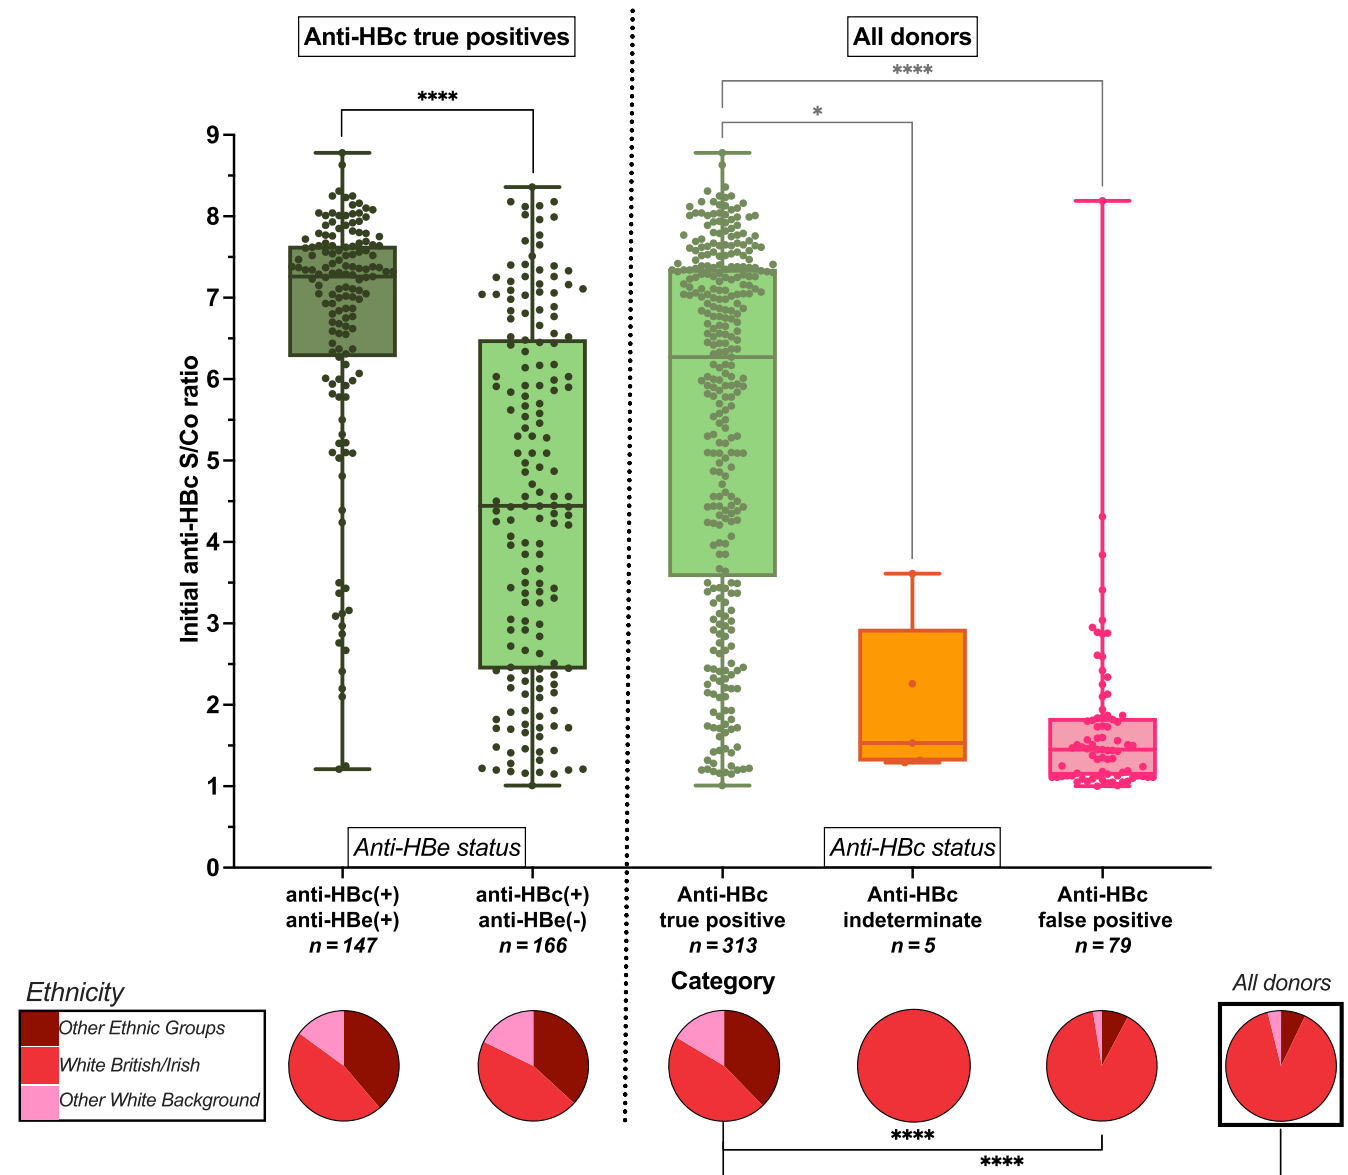 Anti-HBc true positives
All donors
****
****
*
9
8
7
6
5
4
3
2
1
0
Initial anti-HBc S/Co ratio
Anti-HBe status
Anti-HBc status
anti-HBc(+)
anti-HBe(+)
n = 147
anti-HBc(+)
anti-HBe(-)
n = 166
Anti-HBc
true positive
n = 313
Anti-HBc
indeterminate
n = 5
Anti-HBc
false positive
n = 79
Category
Ethnicity
Other Ethnic Groups
White British/Irish
Other White Background
All donors
****
****